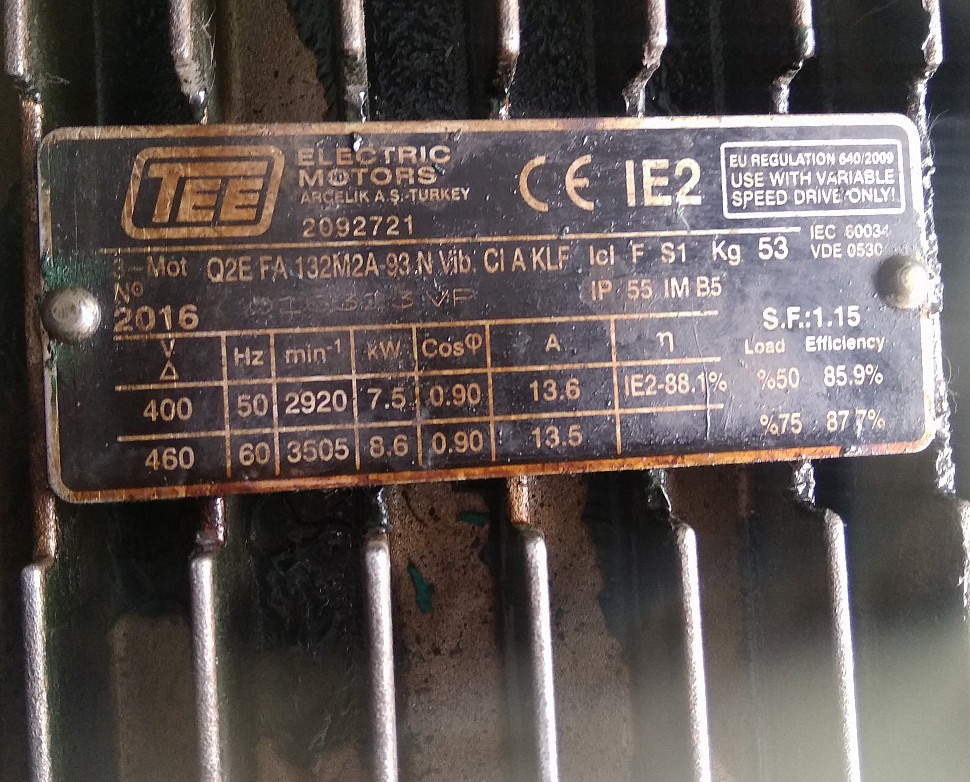 TEE
ELECTRIC
MOTORS
ARÇELİK A.Ş.-TURKEY
2092721
CE IE2
EU REGULATION 640/2009
USE WITH VARIABLE
SPEED DRIVE ONLY!
IEC 60034
VDE 0530
3~Mot Q2E FA 132M2A-93 N Vib. Cl A KLF Icl F S1 Kg 53
No
2016
IP 55 IM B5
S.F.:1.15
V Δ Hz min⁻¹ kW Cosφ A η
Load Efficiency
400 50 2920 7.5 0.90 13.6 IE2-88.1%
%50 85.9%
460 60 3505 8.6 0.90 13.5
%75 87.7%